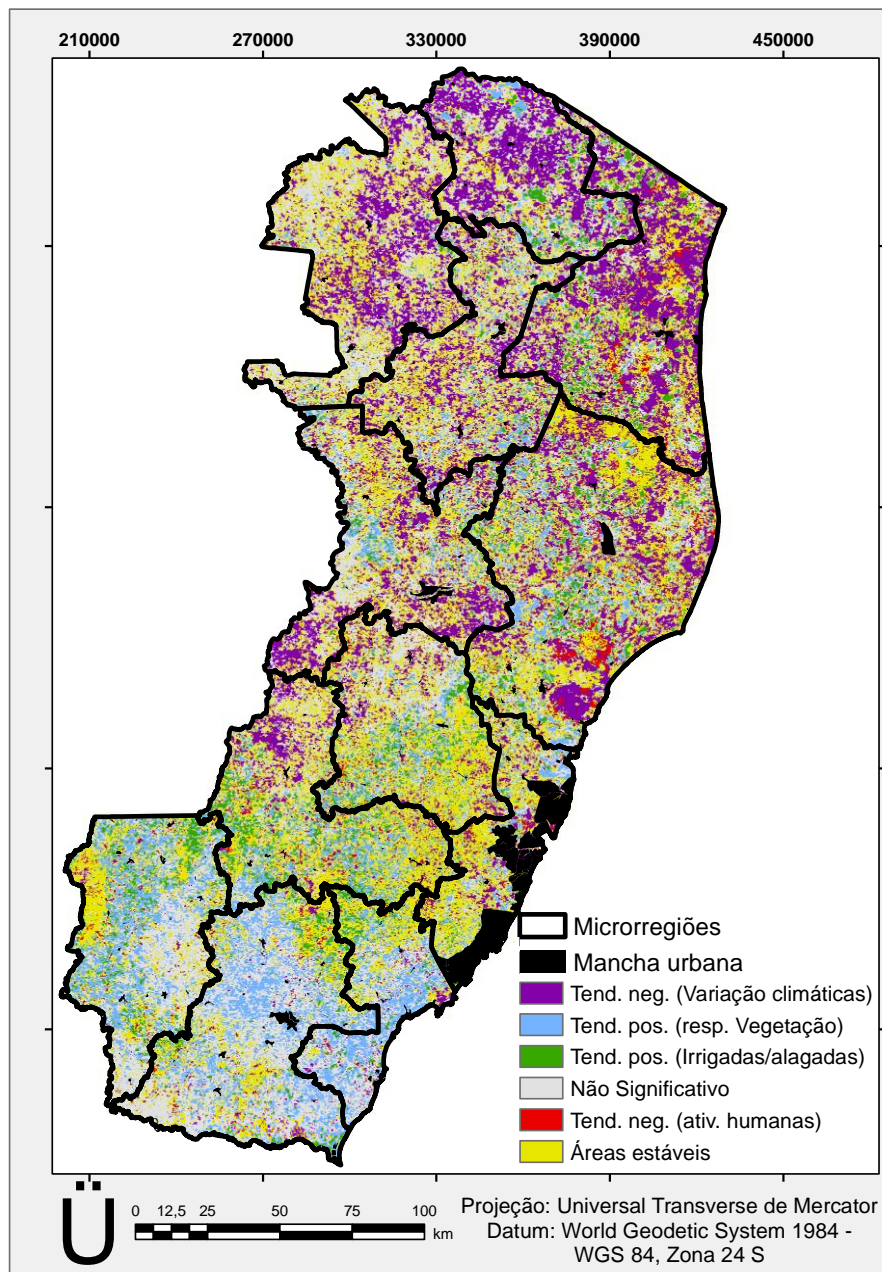 210000 270000 330000 390000 450000
Microrregiões
Mancha urbana
Tend. neg. (Variação climáticas)
Tend. pos. (resp. Vegetação)
Tend. pos. (Irrigadas/alagadas)
Não Significativo
Tend. neg. (ativ. humanas)
Áreas estáveis
Ü
0 12,5 25 50 75 100
km
Projeção: Universal Transverse de Mercator
Datum: World Geodetic System 1984 -
WGS 84, Zona 24 S